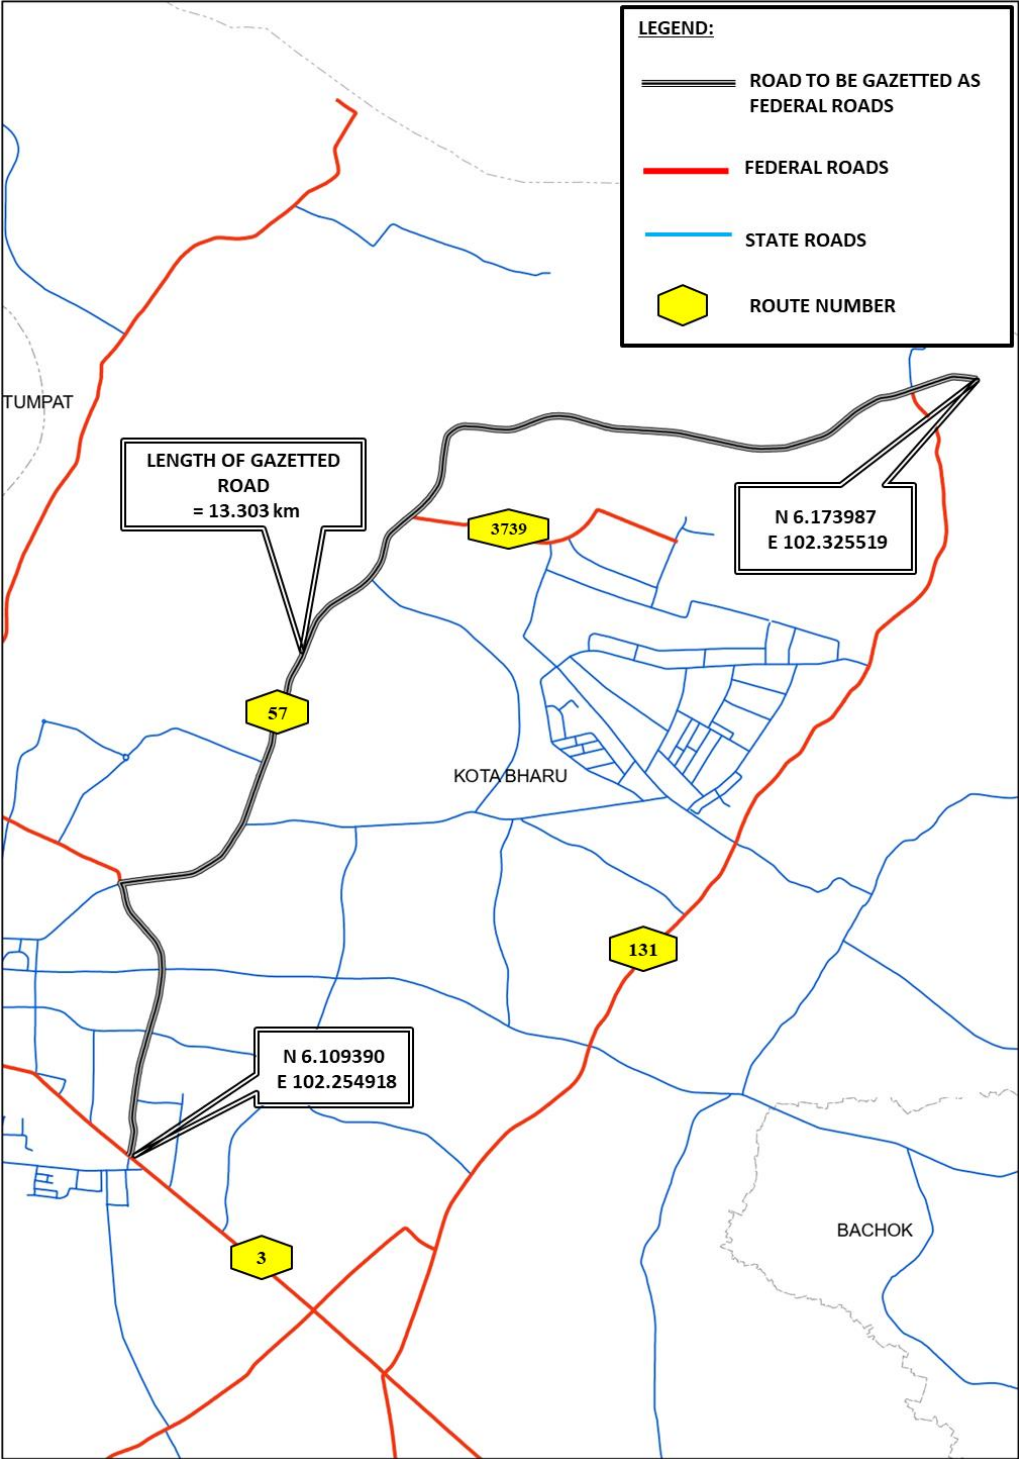 LEGEND:
ROAD TO BE GAZETTED AS
FEDERAL ROADS
FEDERAL ROADS
STATE ROADS
ROUTE NUMBER
TUMPAT
LENGTH OF GAZETTED
ROAD
= 13.303 km
N 6.173987
E 102.325519
3739
57
KOTA BHARU
131
N 6.109390
E 102.254918
BACHOK
3